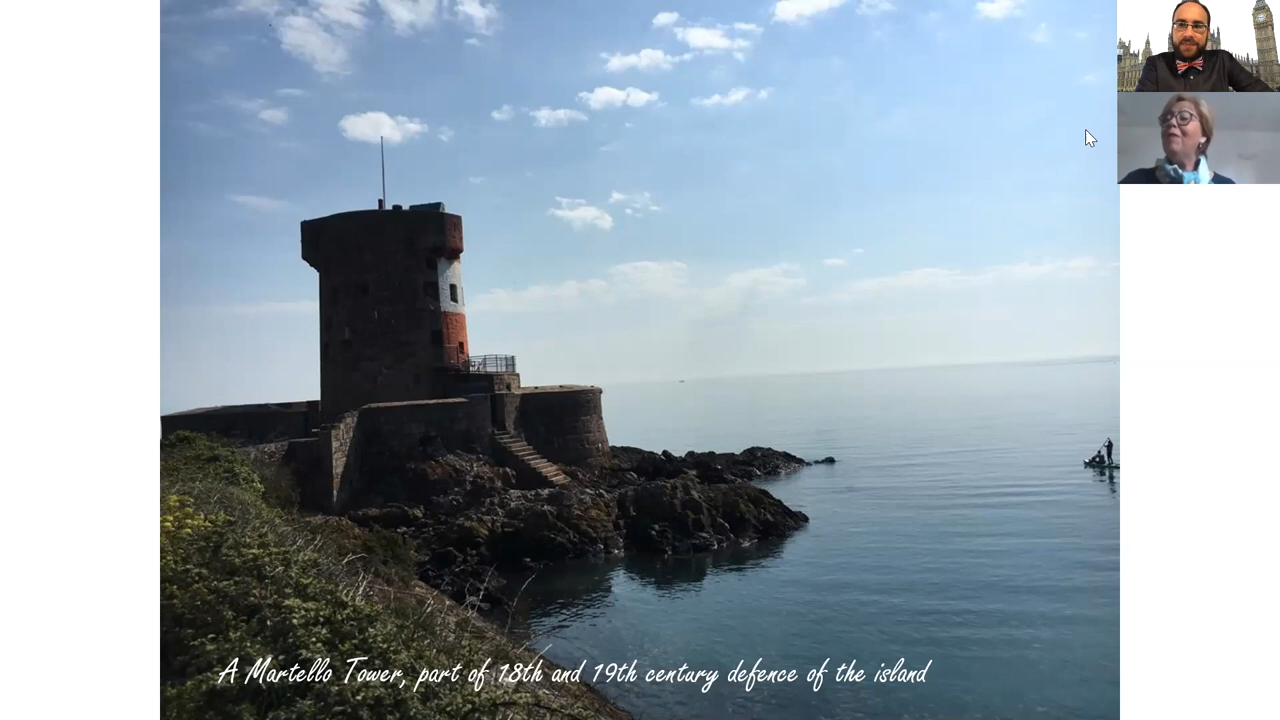 A Martello Tower, part of 18th and 19th century defence of the island